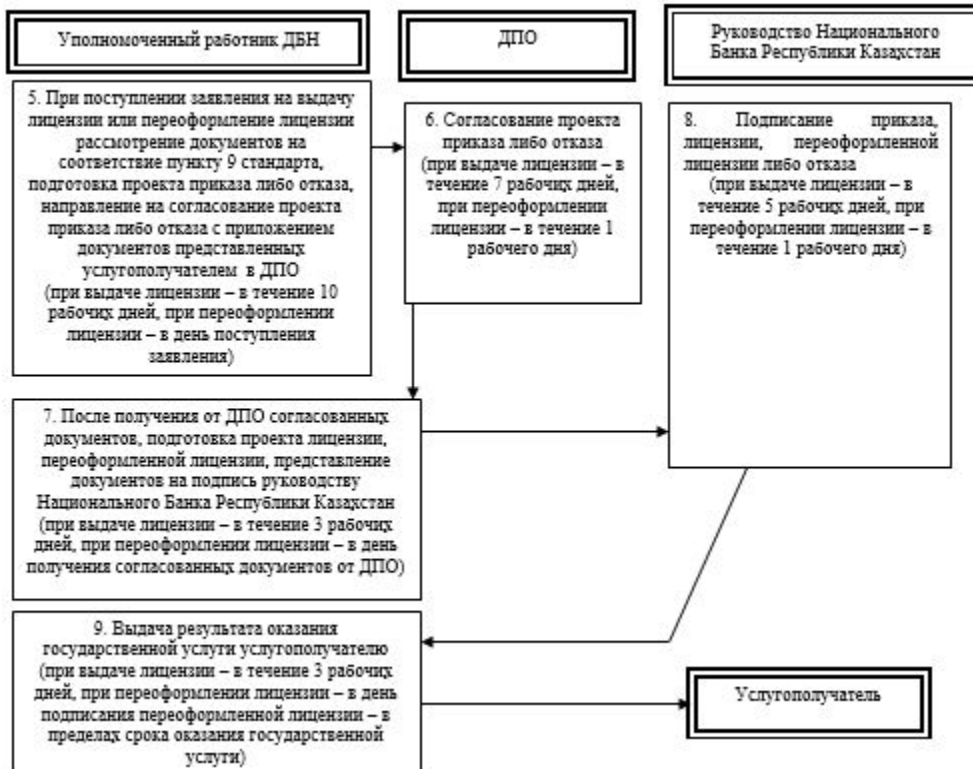 Уполномоченный работник ДБН
ДПО
Руководство Национального
Банка Республики Казахстан
5. При поступлении заявления на выдачу
лицензии или переоформление лицензии
рассмотрение документов на
соответствие пункту 9 стандарта,
подготовка проекта приказа либо отказа,
направление на согласование проекта
приказа либо отказа с приложением
документов представленных
услугополучателем в ДПО
(при выдаче лицензии – в течение 10
рабочих дней, при переоформлении
лицензии – в день поступления
заявления)
6. Согласование проекта
приказа либо отказа
(при выдаче лицензии – в
течение 7 рабочих дней,
при переоформлении
лицензии – в течение 1
рабочего дня)
8. Подписание приказа,
лицензии, переоформленной
лицензии либо отказа
(при выдаче лицензии – в
течение 5 рабочих дней, при
переоформлении лицензии – в
течение 1 рабочего дня)
7. После получения от ДПО согласованных
документов, подготовка проекта лицензии,
переоформленной лицензии, представление
документов на подпись руководству
Национального Банка Республики Казахстан
(при выдаче лицензии – в течение 3 рабочих
дней, при переоформлении лицензии – в день
получения согласованных документов от ДПО)
9. Выдача результата оказания
государственной услуги услугополучателю
(при выдаче лицензии – в течение 3 рабочих
дней, при переоформлении лицензии – в день
подписания переоформленной лицензии – в
пределах срока оказания государственной
услуги)
Услугополучатель